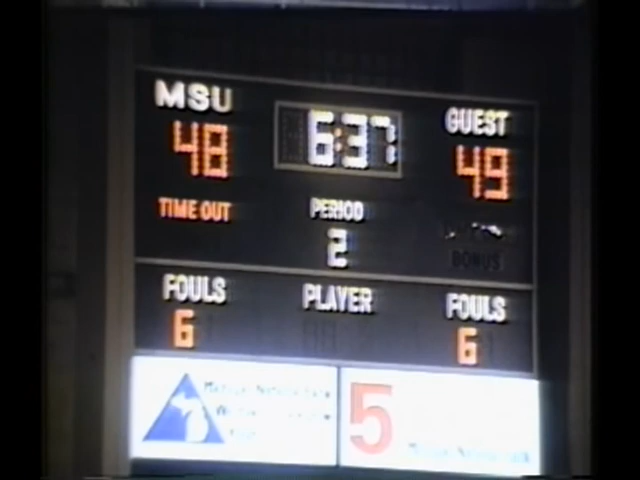 MSU 6:37 GUEST
48 49
TIME OUT PERIOD
2 BONUS
FOULS PLAYER FOULS
6 6
5